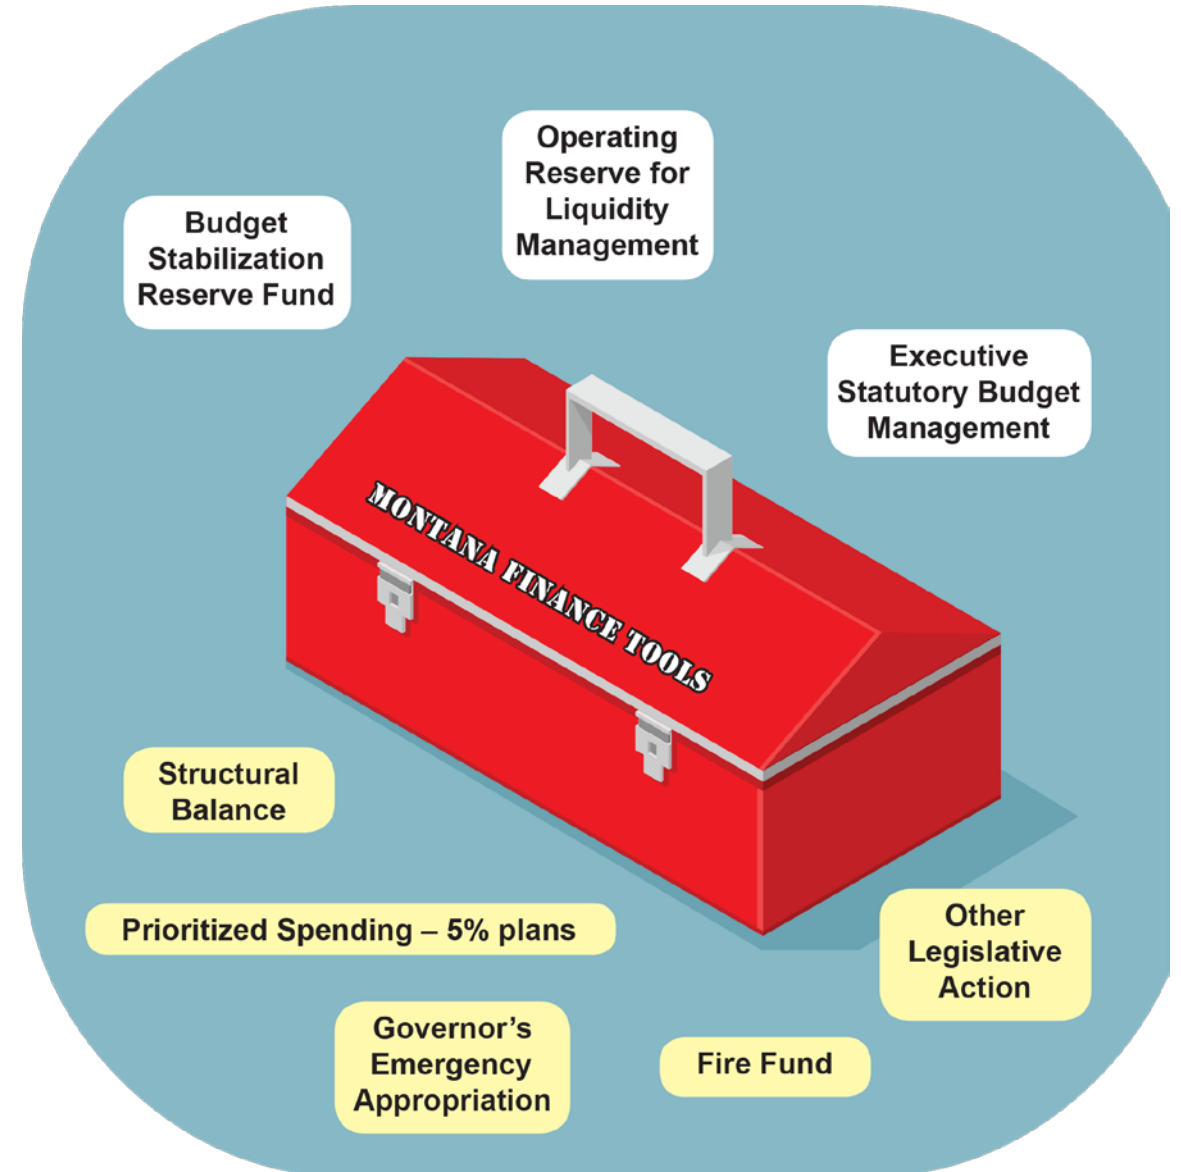 Operating
Reserve for
Liquidity
Management
Budget
Stabilization
Reserve Fund
Executive
Statutory Budget
Management
MONTANA FINANCE TOOLS
Structural
Balance
Prioritized Spending – 5% plans
Other
Legislative
Action
Governor’s
Emergency
Appropriation
Fire Fund